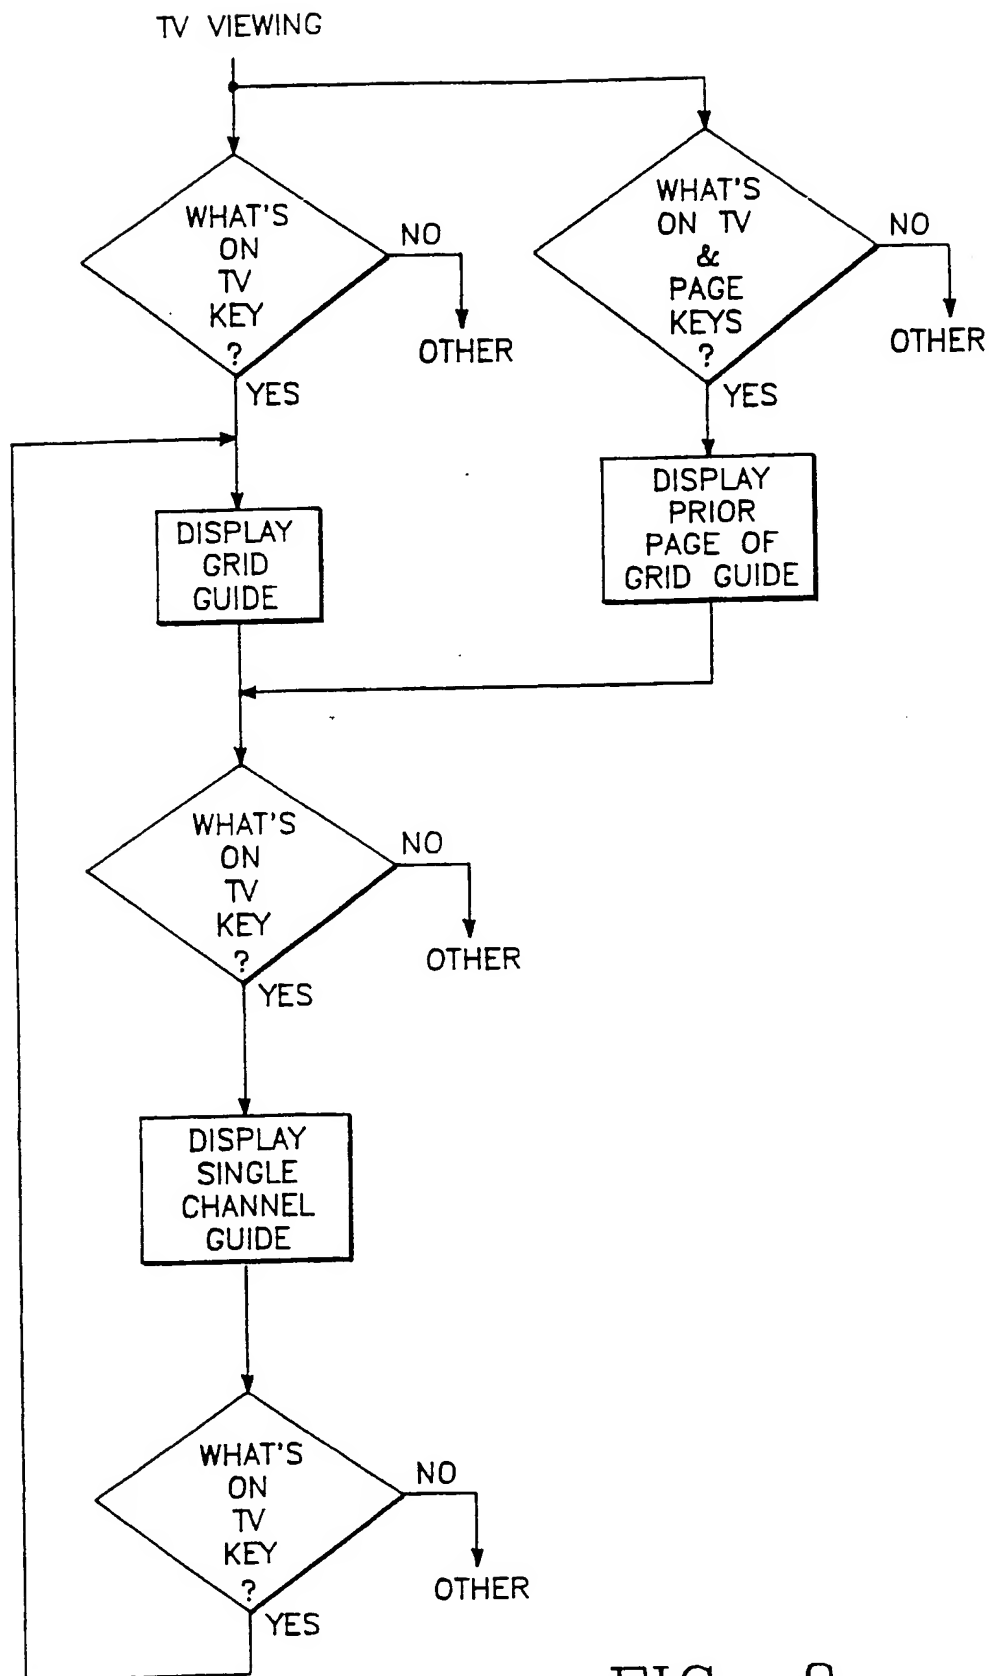 TV VIEWING
WHAT'S
ON
TV
KEY
?
NO
OTHER
YES
WHAT'S
ON TV
&
PAGE
KEYS
?
NO
OTHER
YES
DISPLAY
GRID
GUIDE
DISPLAY
PRIOR
PAGE OF
GRID GUIDE
WHAT'S
ON
TV
KEY
?
NO
OTHER
YES
DISPLAY
SINGLE
CHANNEL
GUIDE
WHAT'S
ON
TV
KEY
?
NO
OTHER
YES
FIG.